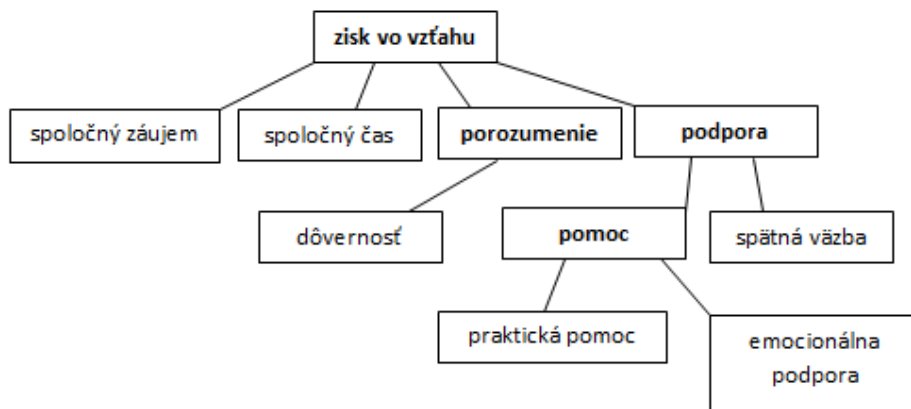 zisk vo vzťahu
spoločný záujem
spoločný čas
porozumenie
podpora
dôvernosť
pomoc
spätná väzba
praktická pomoc
emocionálna
podpora